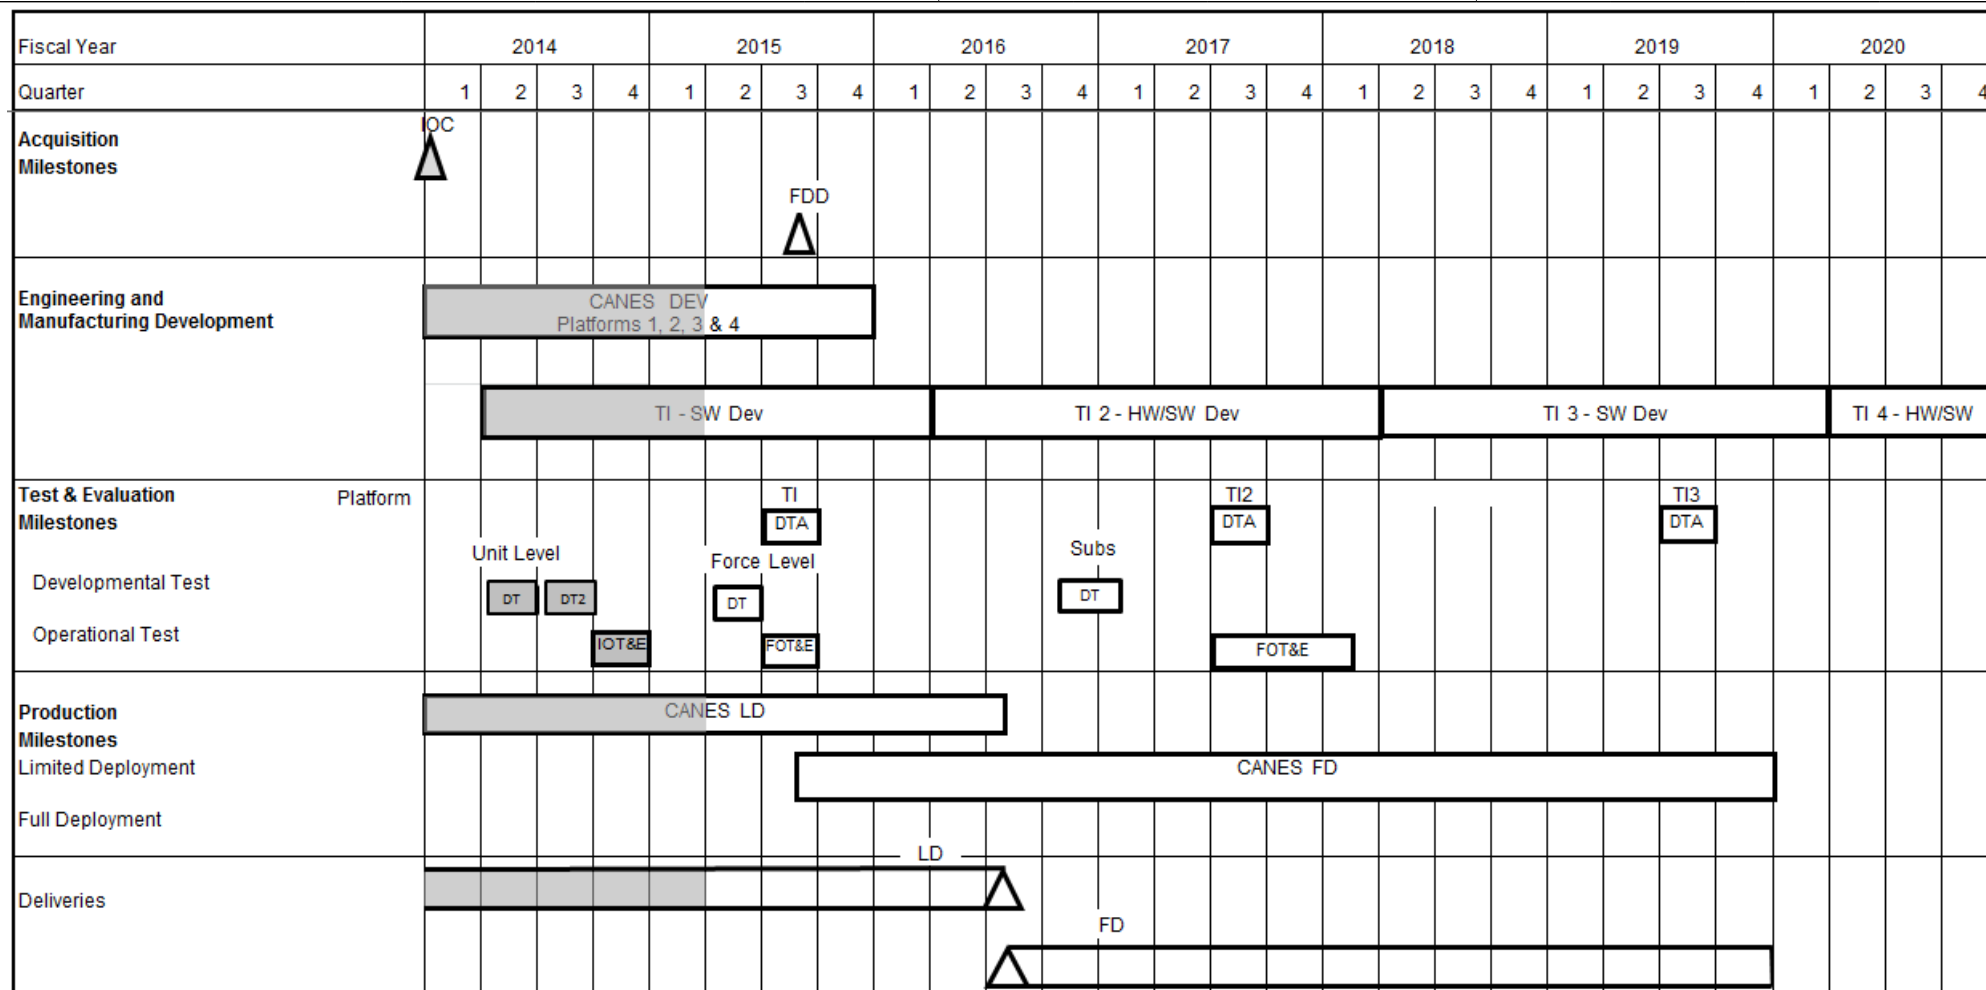 Fiscal Year 2014 2015 2016 2017 2018 2019 2020
Quarter 1 2 3 4 1 2 3 4 1 2 3 4 1 2 3 4 1 2 3 4 1 2 3 4 1 2 3 4
IOC
Acquisition
Milestones
FDD
Engineering and
Manufacturing Development
CANES DEV
Platforms 1, 2, 3 & 4
TI - SW Dev TI 2 - HW/SW Dev TI 3 - SW Dev TI 4 - HW/SW
Test & Evaluation Platform TI TI2 TI3
Milestones DTA DTA DTA
Unit Level Force Level Subs
Developmental Test DT DT2 DT DT
Operational Test IOT&E FOT&E FOT&E
Production CANES LD
Milestones
Limited Deployment CANES FD
Full Deployment
LD
Deliveries
FD